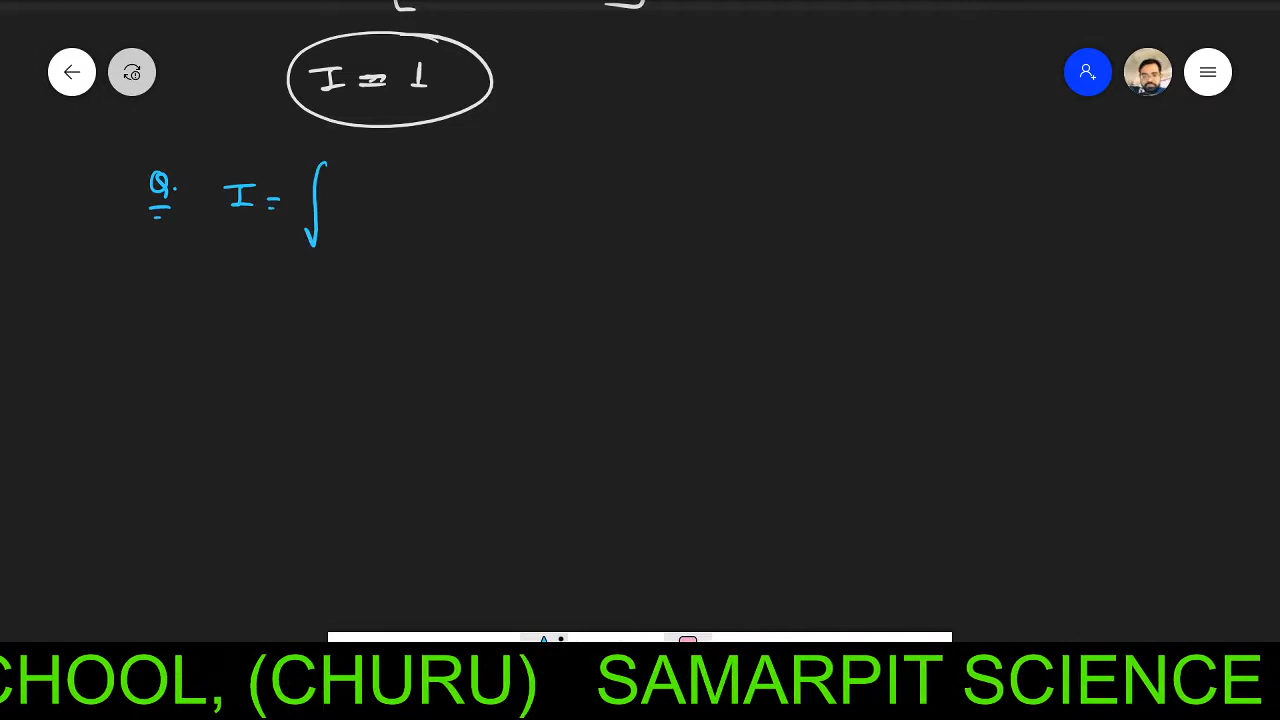 I = 1
Q. I = ∫
CHOOL, (CHURU) SAMARPIT SCIENCE